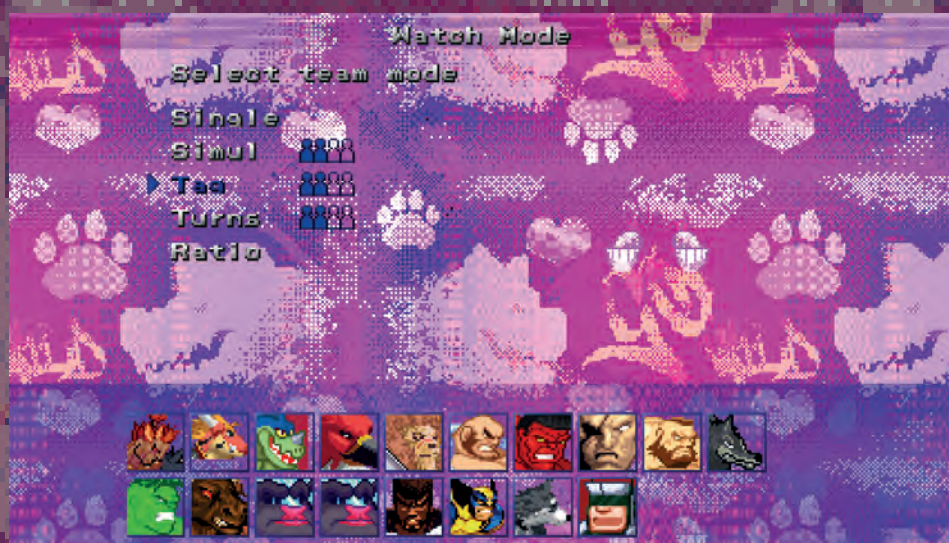 Watch Mode
Select team mode
Single
Simul
Tag
Turns
Ratio